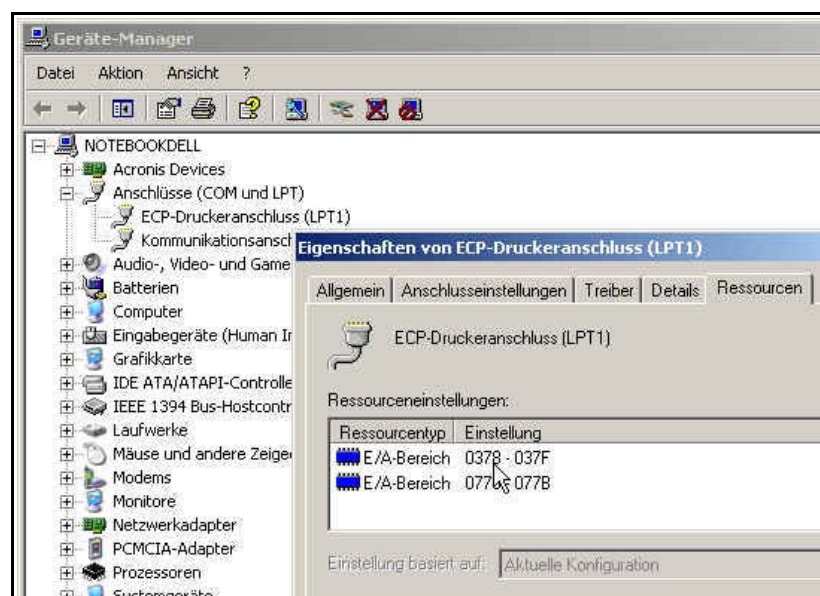 Geräte-Manager
Datei Aktion Ansicht ?
NOTEBOOKDELL
Acronis Devices
Anschlüsse (COM und LPT)
ECP-Druckeranschluss (LPT1)
Kommunikationsansch
Audio-, Video- und Game
Batterien
Computer
Eingabegeräte (Human In
Grafikkarte
IDE ATA/ATAPI-Controlle
IEEE 1394 Bus-Hostcontr
Laufwerke
Mäuse und andere Zeige
Modems
Monitore
Netzwerkadapter
PCMCIA-Adapter
Prozessoren
Systemgeräte
Eigenschaften von ECP-Druckeranschluss (LPT1)
Allgemein Anschlusseinstellungen Treiber Details Ressourcen
ECP-Druckeranschluss (LPT1)
Ressourceneinstellungen:
Ressourcentyp Einstellung
E/A-Bereich 0378 - 037F
E/A-Bereich 077B
Einstellung basiert auf: Aktuelle Konfiguration